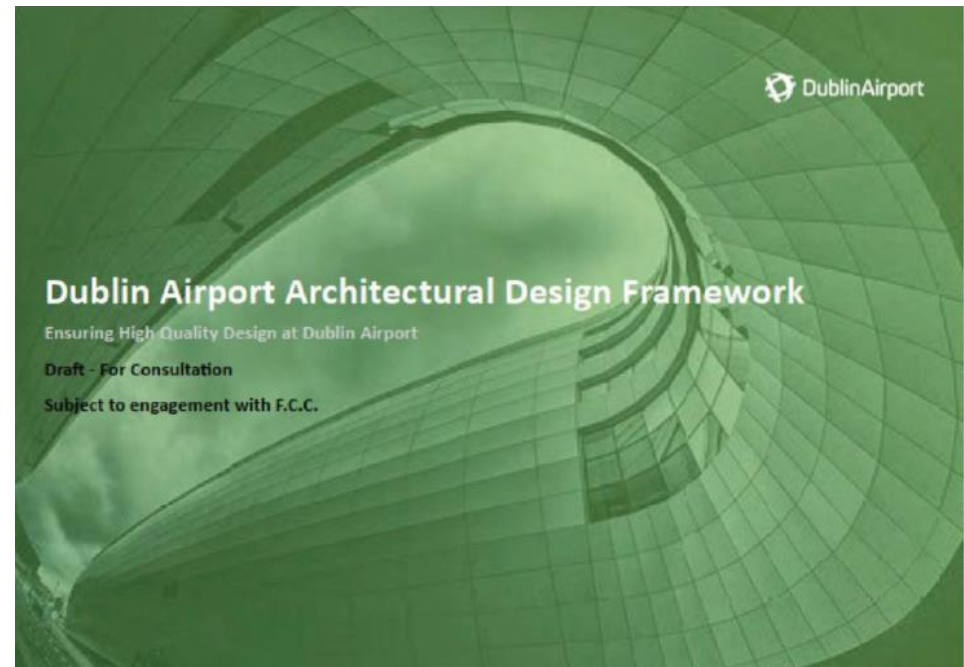 DublinAirport
Dublin Airport Architectural Design Framework
Ensuring High Quality Design at Dublin Airport
Draft - For Consultation
Subject to engagement with F.C.C.